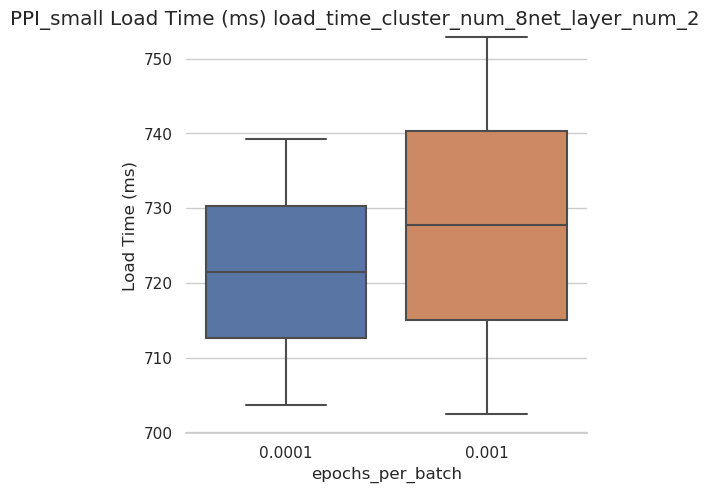 PPI_small Load Time (ms) load_time_cluster_num_8net_layer_num_2
750
740
730
720
710
700
Load Time (ms)
0.0001
0.001
epochs_per_batch